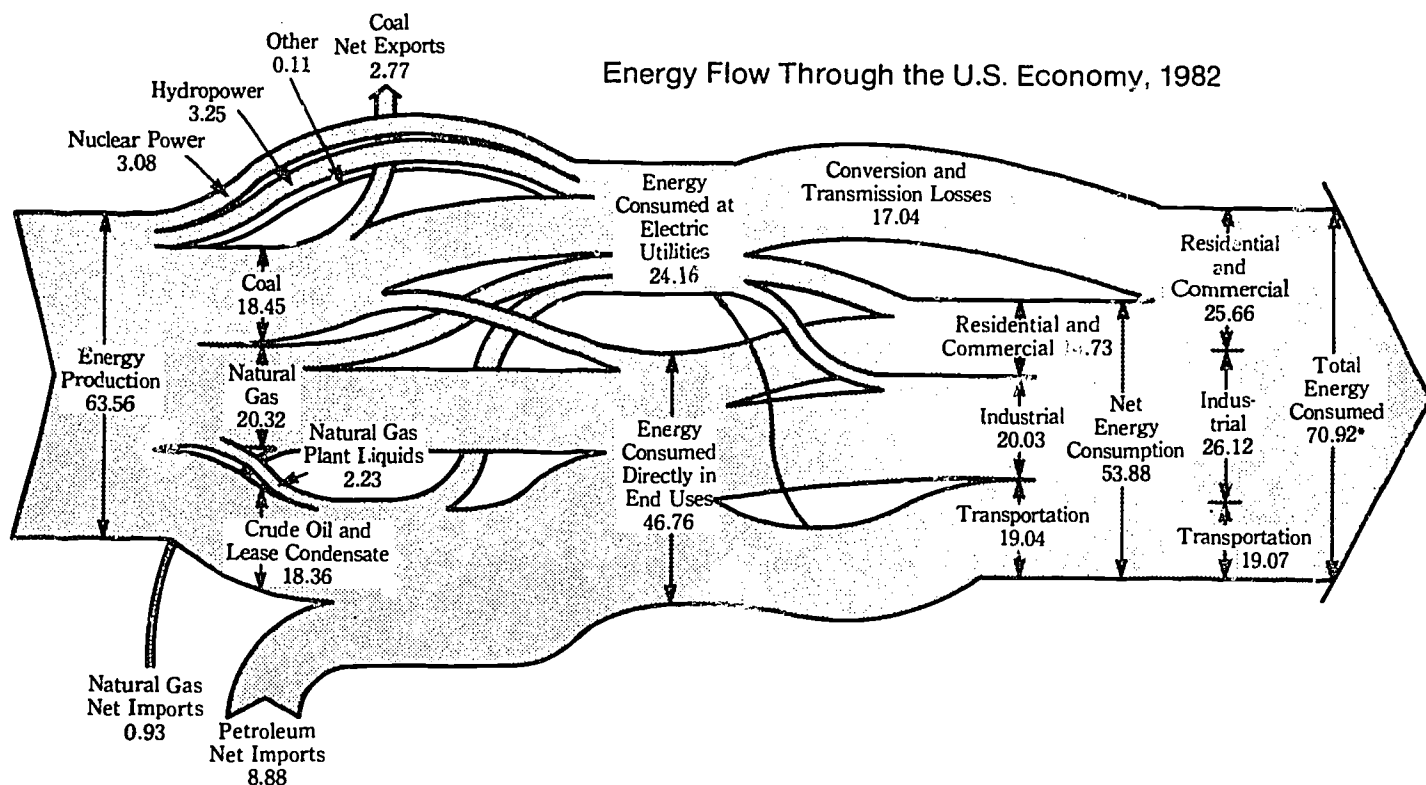 Energy Flow Through the U.S. Economy, 1982
Coal
Net Exports
2.77
Other
0.11
Hydropower
3.25
Nuclear Power
3.08
Energy
Production
63.56
Coal
18.45
Natural
Gas
20.32
Natural Gas
Plant Liquids
2.23
Crude Oil and
Lease Condensate
18.36
Natural Gas
Net Imports
0.93
Petroleum
Net Imports
8.88
Energy
Consumed at
Electric
Utilities
24.16
Energy
Consumed
Directly in
End Uses
46.76
Conversion and
Transmission Losses
17.04
Residential and
Commercial
Industrial
20.03
Transportation
19.04
Net
Energy
Consumption
53.88
Residential
and
Commercial
25.66
Indus-
trial
26.12
Transportation
19.07
Total
Energy
Consumed
70.92*